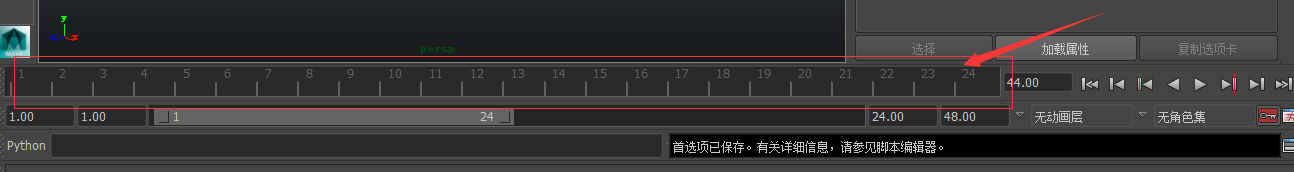 y
z
x
MAYA
persp
选择
加载属性
复制选项卡
1 2 3 4 5 6 7 8 9 10 11 12 13 14 15 16 17 18 19 20 21 22 23 24
44.00
1.00 1.00 1 24 24.00 48.00 无动画层 无角色集
Python
首选项已保存。有关详细信息，请参见脚本编辑器。